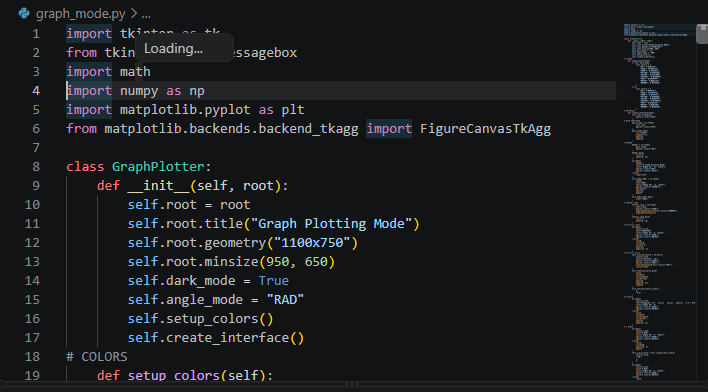 graph_mode.py > ...
1 import tkinter as tk
2 from tkin essagebox
Loading...
3 import math
4 import numpy as np
5 import matplotlib.pyplot as plt
6 from matplotlib.backends.backend_tkagg import FigureCanvasTkAgg
7
8 class GraphPlotter:
9 def __init__(self, root):
10 self.root = root
11 self.root.title("Graph Plotting Mode")
12 self.root.geometry("1100x750")
13 self.root.minsize(950, 650)
14 self.dark_mode = True
15 self.angle_mode = "RAD"
16 self.setup_colors()
17 self.create_interface()
18 # COLORS
19 def setup_colors(self):